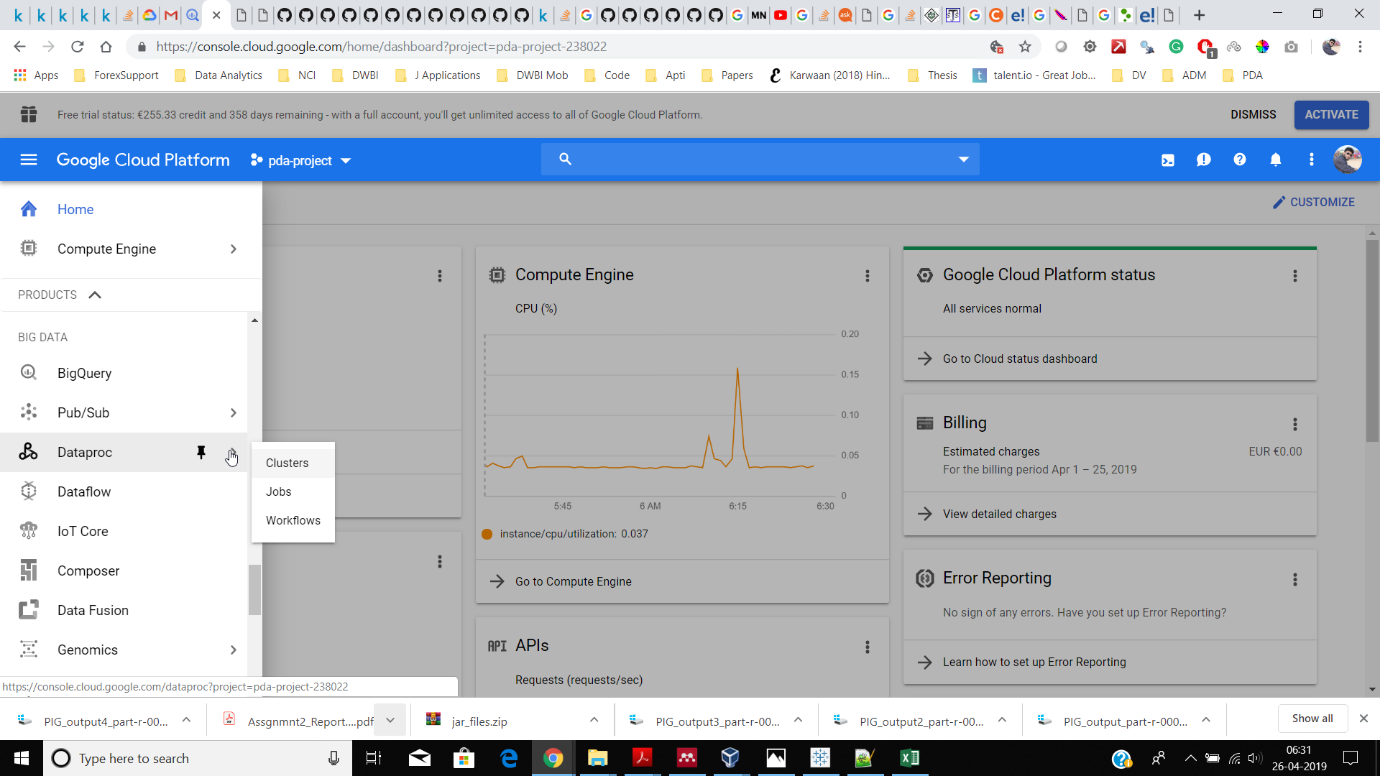 https://console.cloud.google.com/home/dashboard?project=pda-project-238022
1
Apps
ForexSupport
Data Analytics
NCI
DWBI
J Applications
DWBI Mob
Code
Apti
Papers
Karwaan (2018) Hin...
Thesis
talent.io - Great Job...
DV
ADM
PDA
Free trial status: €255.33 credit and 358 days remaining - with a full account, you'll get unlimited access to all of Google Cloud Platform.
DISMISS
ACTIVATE
Google Cloud Platform
pda-project
Home
CUSTOMIZE
Compute Engine
PRODUCTS
BIG DATA
BigQuery
Pub/Sub
Dataproc
Clusters
Jobs
Workflows
Dataflow
IoT Core
Composer
Data Fusion
Genomics
https://console.cloud.google.com/dataproc?project=pda-project-238022
Compute Engine
CPU (%)
0.20
0.15
0.10
0.05
0
5:45
6 AM
6:15
6:30
instance/cpu/utilization: 0.037
Go to Compute Engine
API APIs
Requests (requests/sec)
Google Cloud Platform status
All services normal
Go to Cloud status dashboard
Billing
Estimated charges
EUR €0.00
For the billing period Apr 1 – 25, 2019
View detailed charges
Error Reporting
No sign of any errors. Have you set up Error Reporting?
Learn how to set up Error Reporting
PIG_output4_part-r-00...
Assgnmt2_Report....pdf
jar_files.zip
PIG_output3_part-r-00...
PIG_output2_part-r-00...
PIG_output_part-r-000...
Show all
Type here to search
06:31
26-04-2019